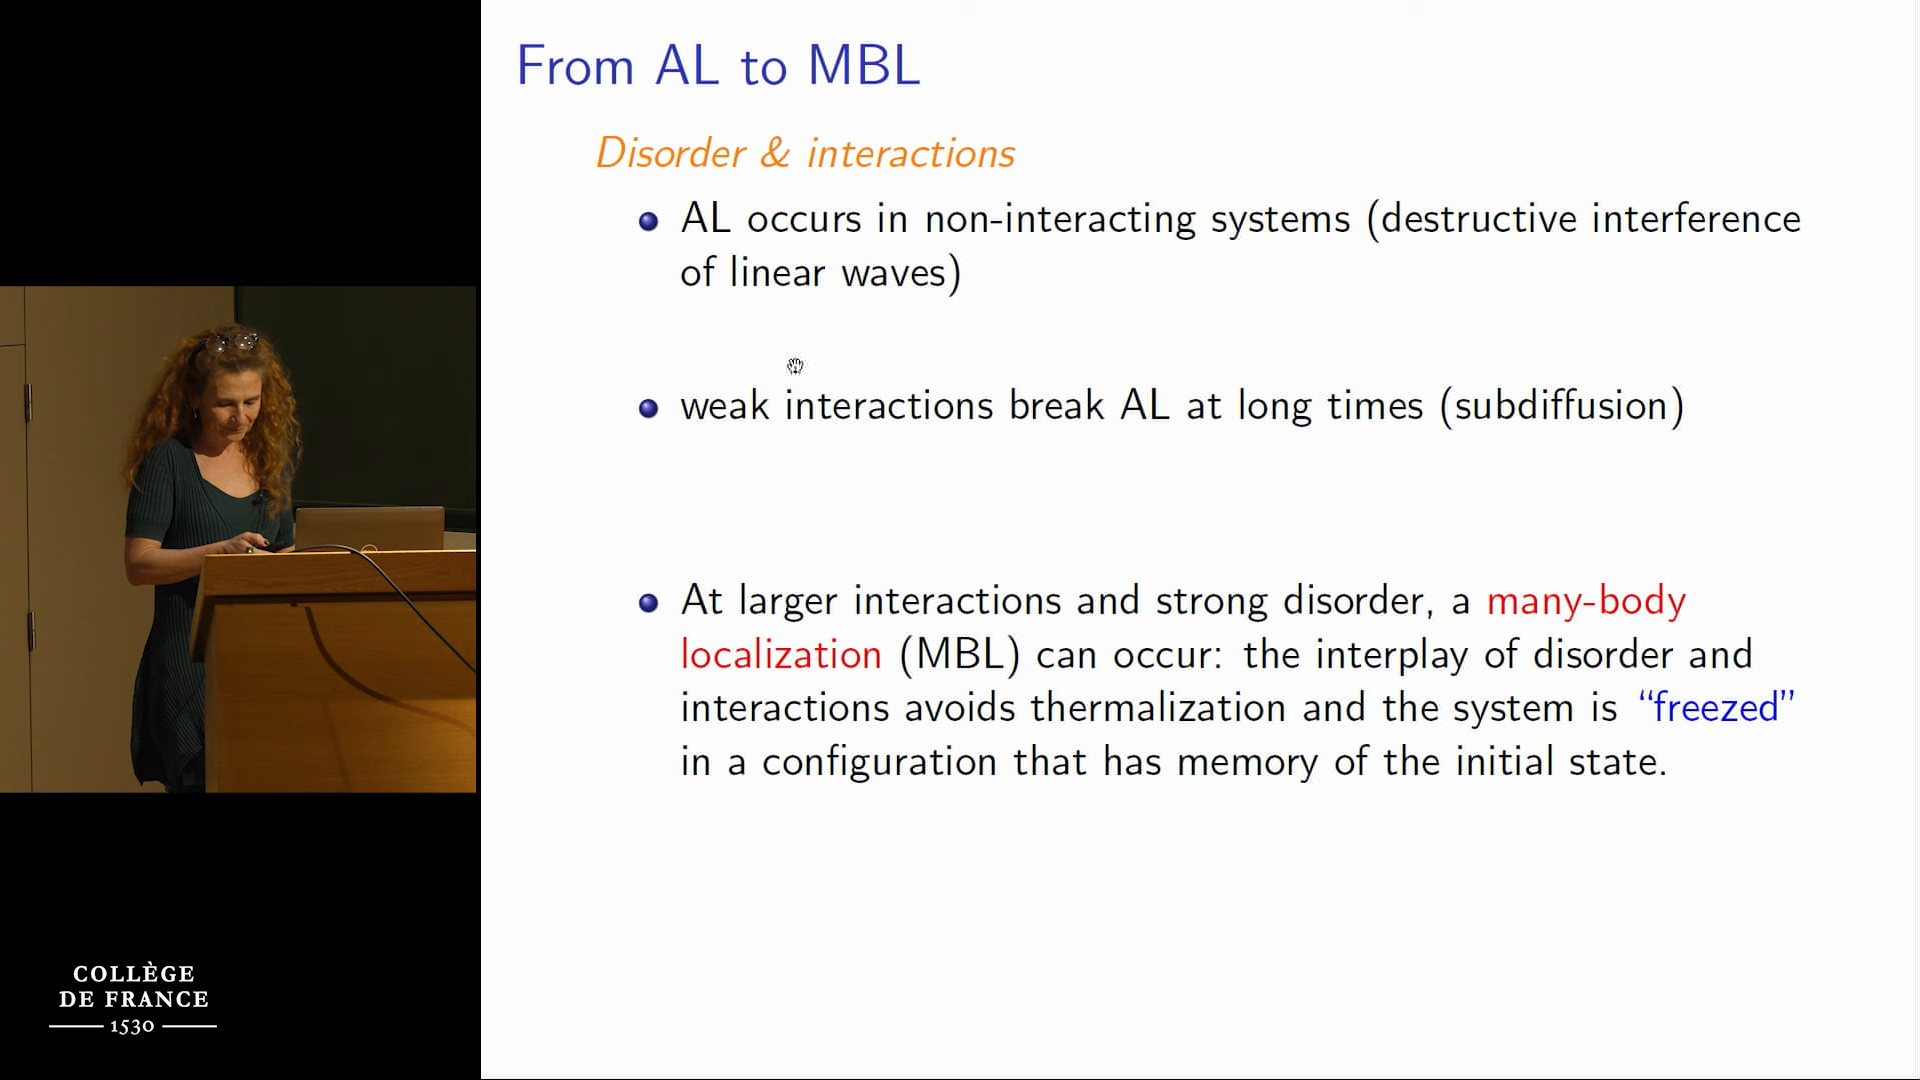 From AL to MBL
Disorder & interactions
AL occurs in non-interacting systems (destructive interference
of linear waves)
weak interactions break AL at long times (subdiffusion)
At larger interactions and strong disorder, a many-body
localization (MBL) can occur: the interplay of disorder and
interactions avoids thermalization and the system is “freezed”
in a configuration that has memory of the initial state.
COLLÈGE
DE FRANCE
1530